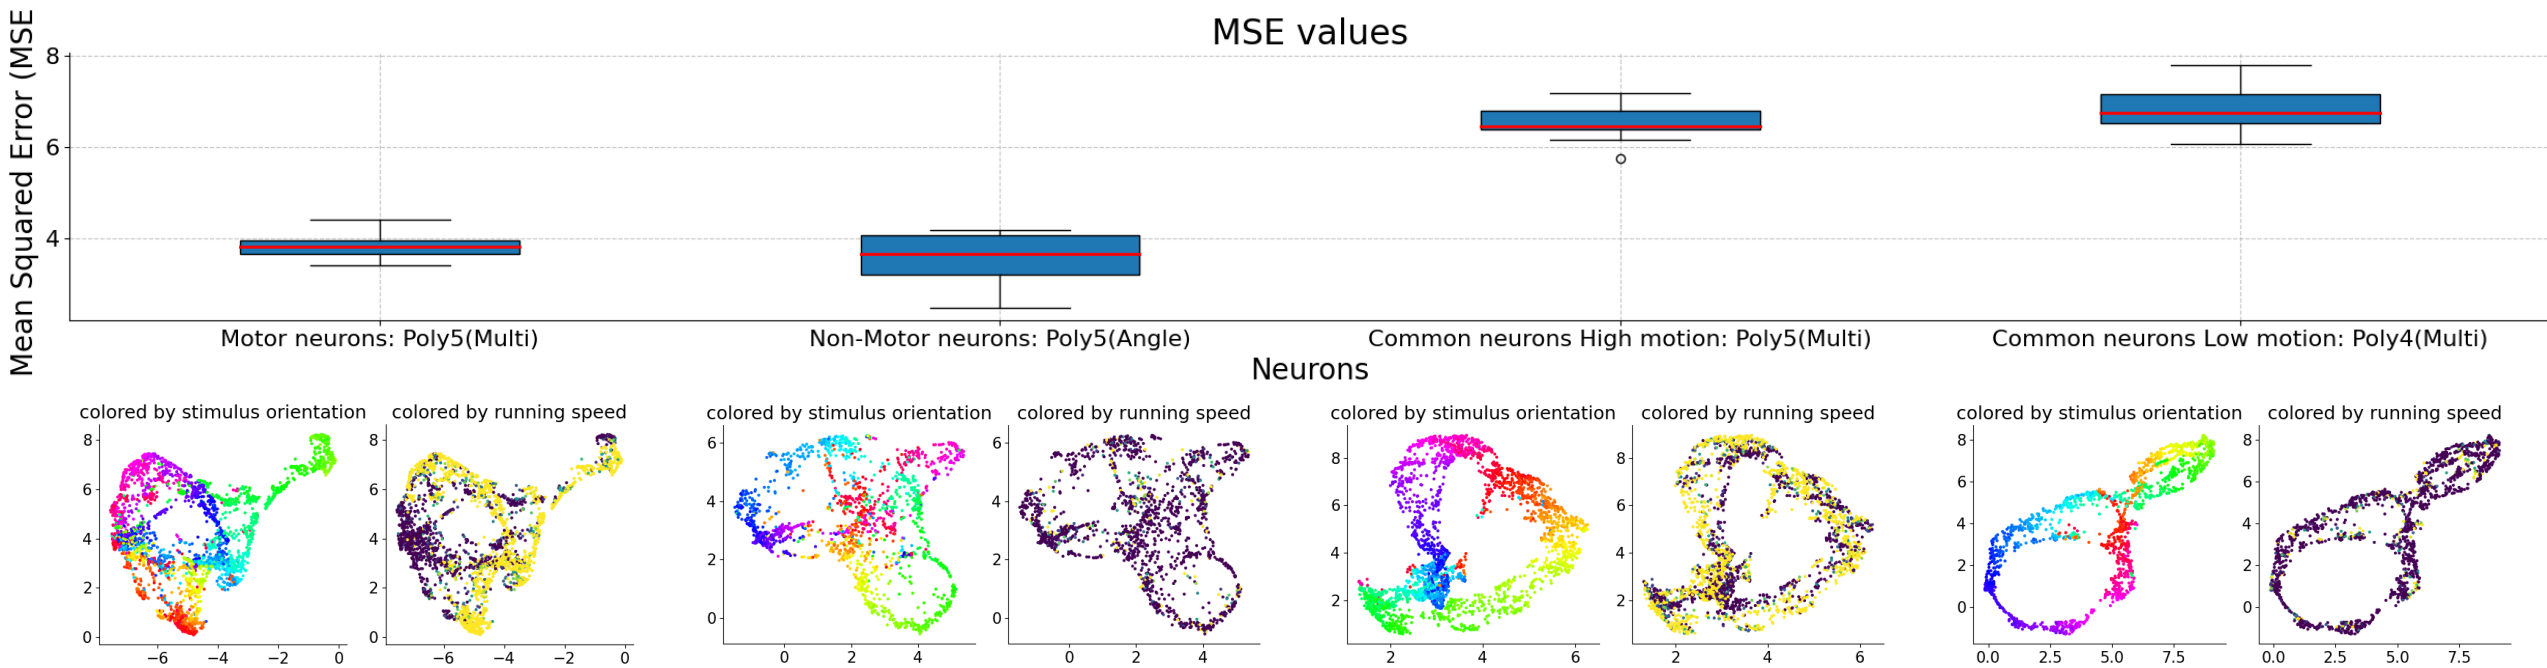 MSE values
Mean Squared Error (MSE
8
6
4
Motor neurons: Poly5(Multi)
Non-Motor neurons: Poly5(Angle)
Common neurons High motion: Poly5(Multi)
Common neurons Low motion: Poly4(Multi)
Neurons
colored by stimulus orientation
8
6
4
2
0
−6 −4 −2 0
colored by running speed
8
6
4
2
0
−6 −4 −2 0
colored by stimulus orientation
6
4
2
0
0 2 4
colored by running speed
6
4
2
0
0 2 4
colored by stimulus orientation
8
6
4
2
2 4 6
colored by running speed
8
6
4
2
2 4 6
colored by stimulus orientation
8
6
4
2
0
0.0 2.5 5.0 7.5
colored by running speed
8
6
4
2
0
0.0 2.5 5.0 7.5